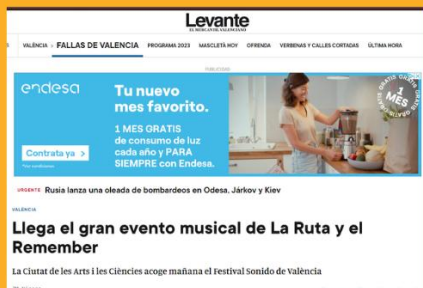 Levante
EL MERCANTIL VALENCIANO
VALÈNCIA › FALLAS DE VALENCIA PROGRAMA 2023 MASCLETÀ HOY OFRENDA VERBENAS Y CALLES CORTADAS ÚLTIMA HORA
PUBLICIDAD
endesa
Tu nuevo
mes favorito.
1 MES GRATIS
de consumo de luz
cada año y PARA
SIEMPRE con Endesa.
Contrata ya >
1
MES
GRATIS
URGENTE Rusia lanza una oleada de bombardeos en Odesa, Járkov y Kiev
VALENCIA
Llega el gran evento musical de La Ruta y el
Remember
La Ciutat de les Arts i les Ciències acoge mañana el Festival Sonido de València